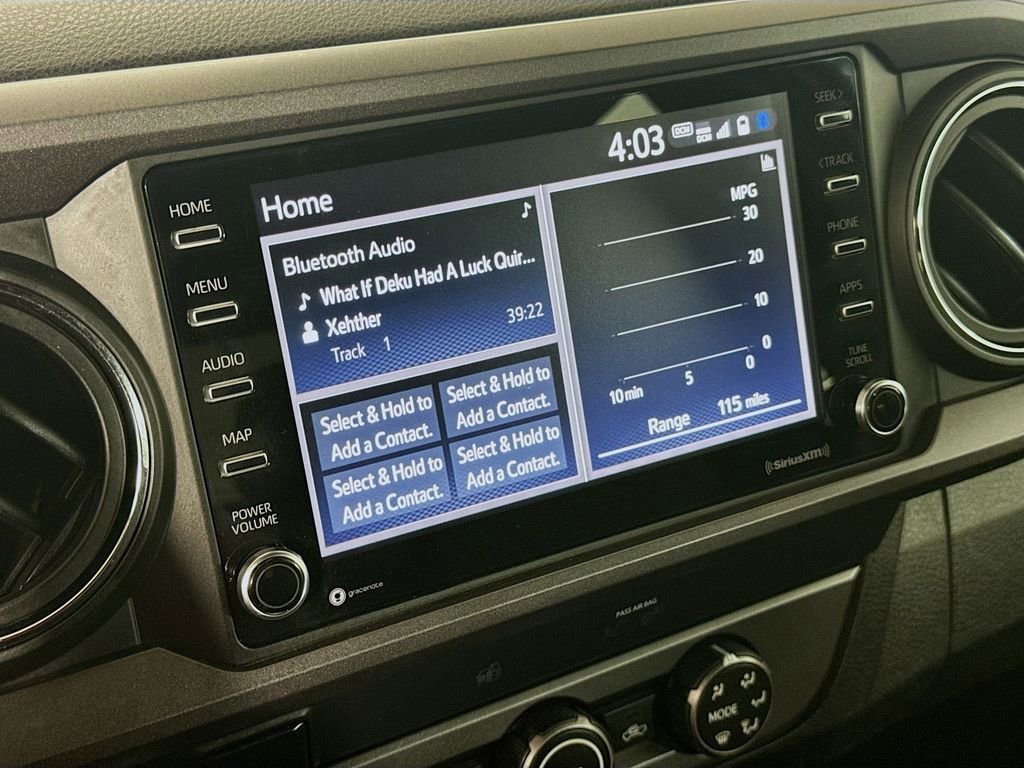 HOME
MENU
AUDIO
MAP
POWER
VOLUME
gracenote
Home
4:03
DCM
DCM
Bluetooth Audio
What If Deku Had A Luck Quir...
Xehther
39:22
Track 1
Select & Hold to
Add a Contact.
Select & Hold to
Add a Contact.
Select & Hold to
Add a Contact.
Select & Hold to
Add a Contact.
MPG
30
20
10
0
10 min
5
0
Range
115 miles
SEEK >
< TRACK
PHONE
APPS
TUNE
SCROLL
((SiriusXM))
PASS AIR BAG
MODE